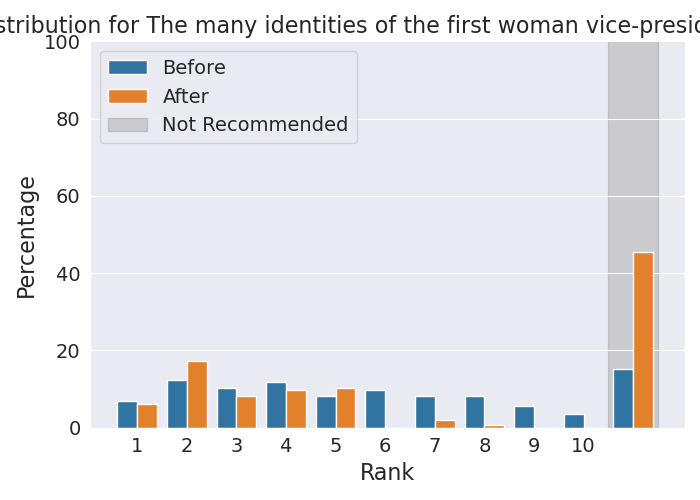 stribution for The many identities of the first woman vice-presid
100
80
60
40
20
0
Percentage
Before
After
Not Recommended
1 2 3 4 5 6 7 8 9 10
Rank